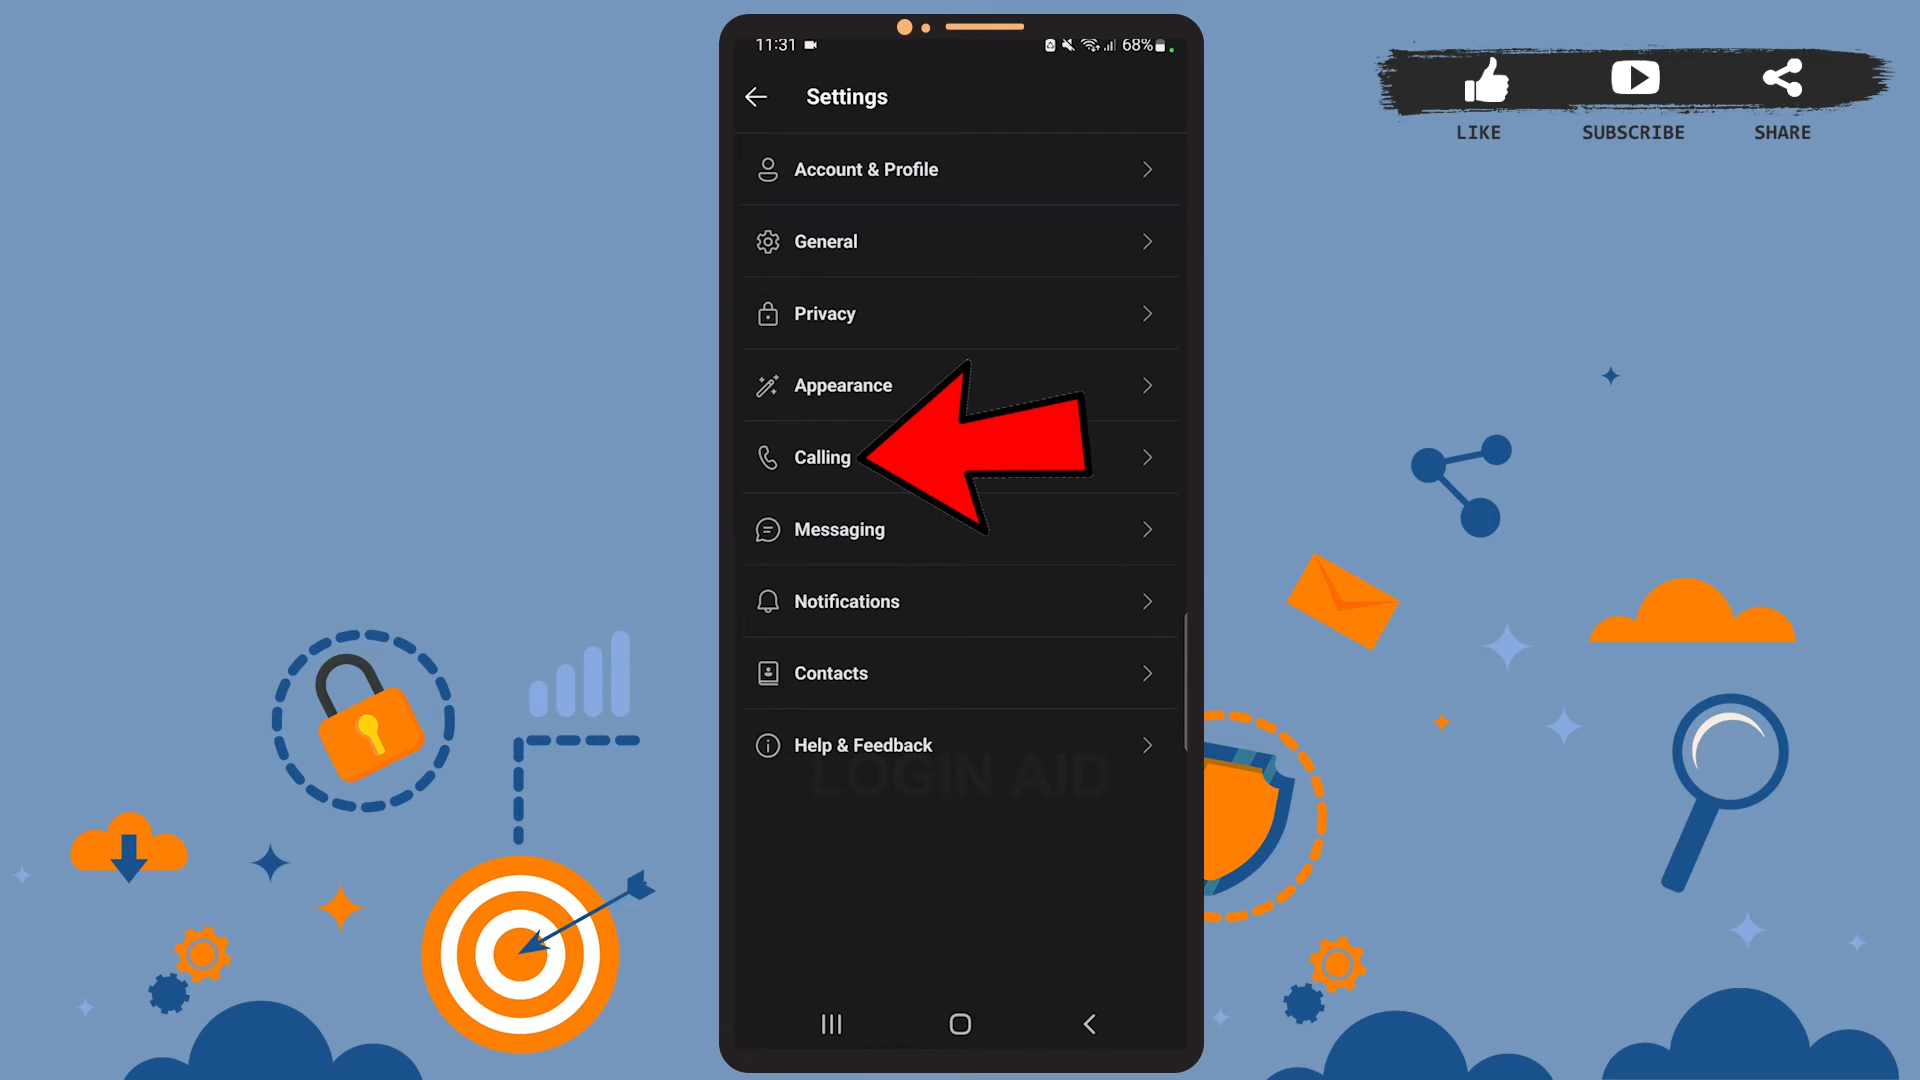 11:31
68%
LIKE
SUBSCRIBE
SHARE
Settings
Account & Profile
General
Privacy
Appearance
Calling
Messaging
Notifications
Contacts
Help & Feedback
LOGIN AID